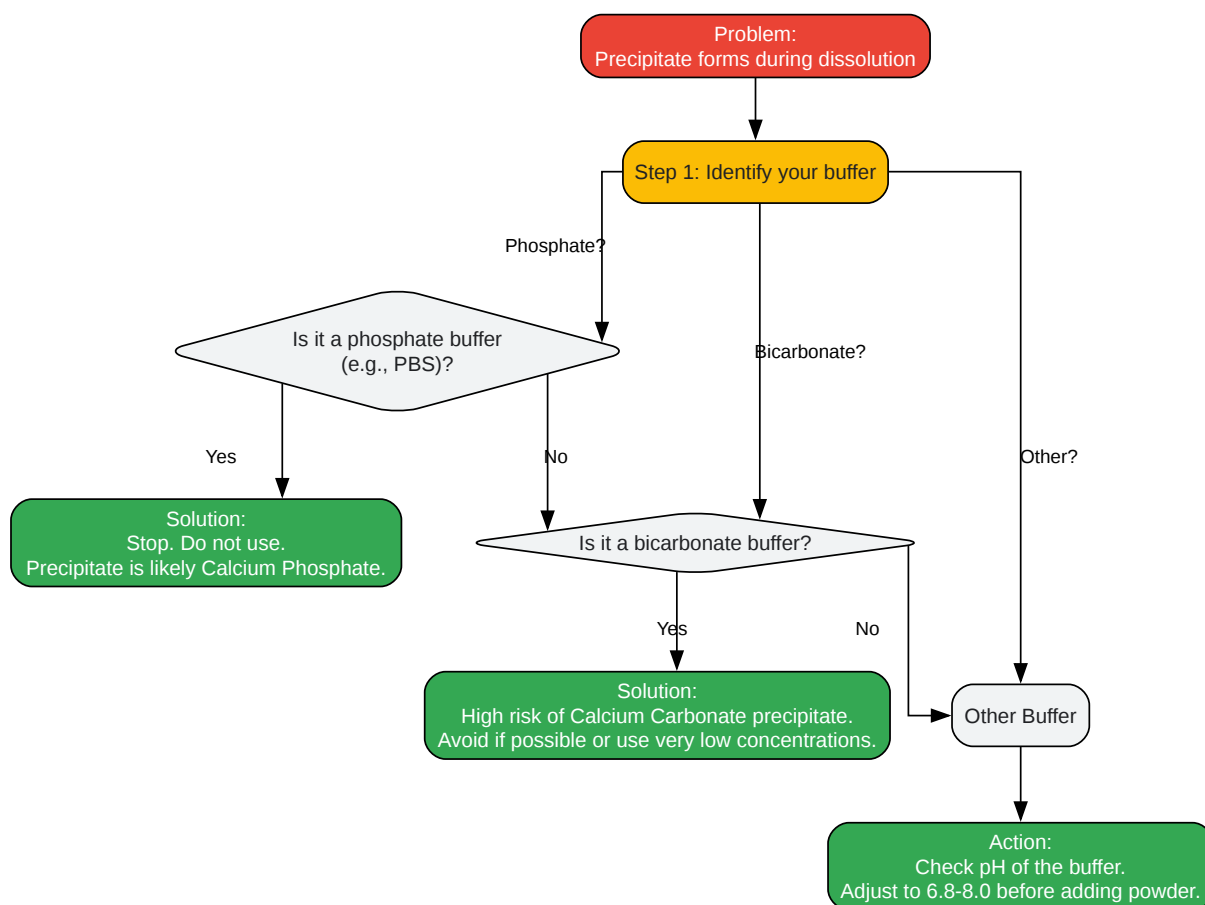 Problem:
Precipitate forms during dissolution
Step 1: Identify your buffer
Phosphate?
Is it a phosphate buffer
(e.g., PBS)?
Bicarbonate?
Yes
No
Other?
Solution:
Stop. Do not use.
Precipitate is likely Calcium Phosphate.
Is it a bicarbonate buffer?
Yes
No
Solution:
High risk of Calcium Carbonate precipitate.
Avoid if possible or use very low concentrations.
Other Buffer
Action:
Check pH of the buffer.
Adjust to 6.8-8.0 before adding powder.